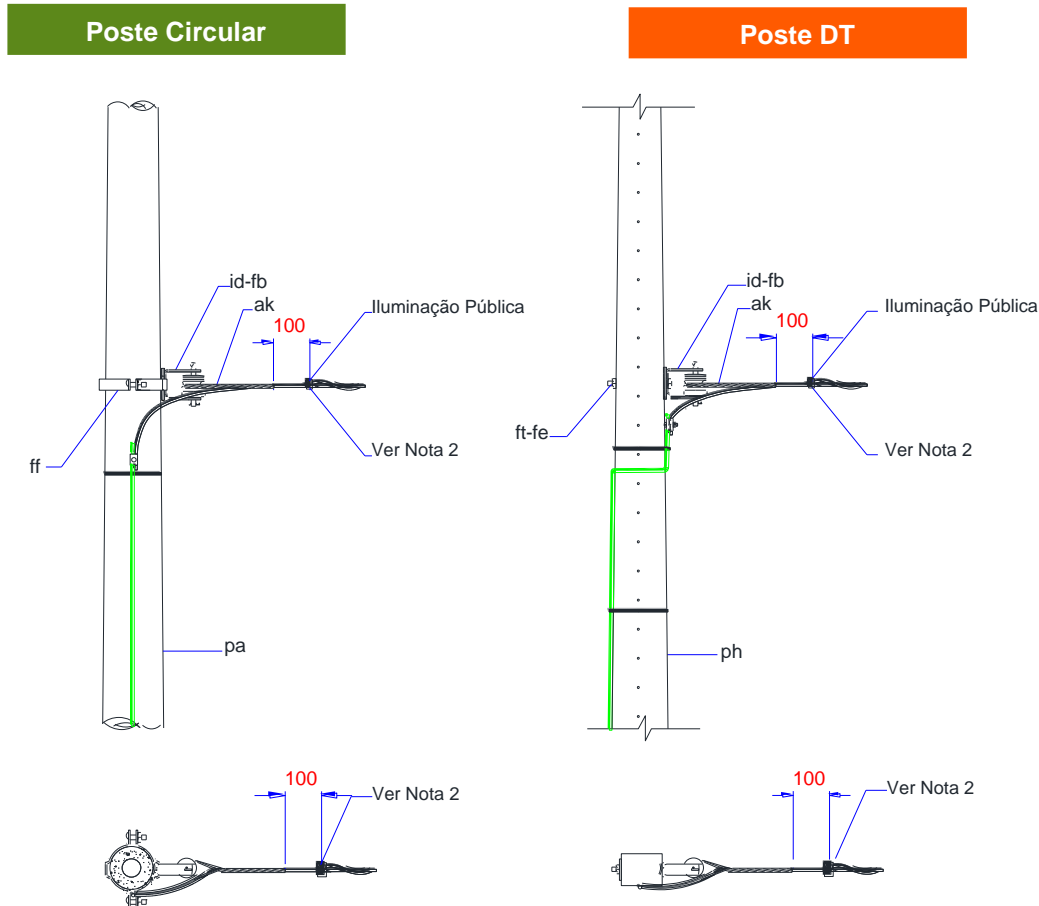 Poste Circular
Poste DT
id-fb
ak
Iluminação Pública
100
Ver Nota 2
ff
pa
100
Ver Nota 2
id-fb
ak
Iluminação Pública
100
ft-fe
Ver Nota 2
ph
100
Ver Nota 2